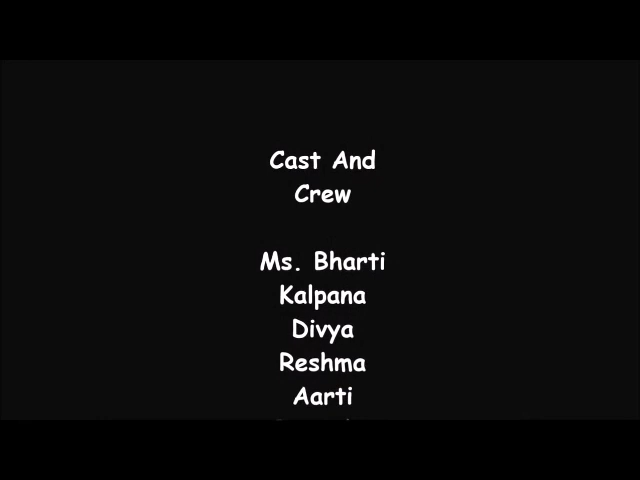 Cast And
Crew
Ms. Bharti
Kalpana
Divya
Reshma
Aarti